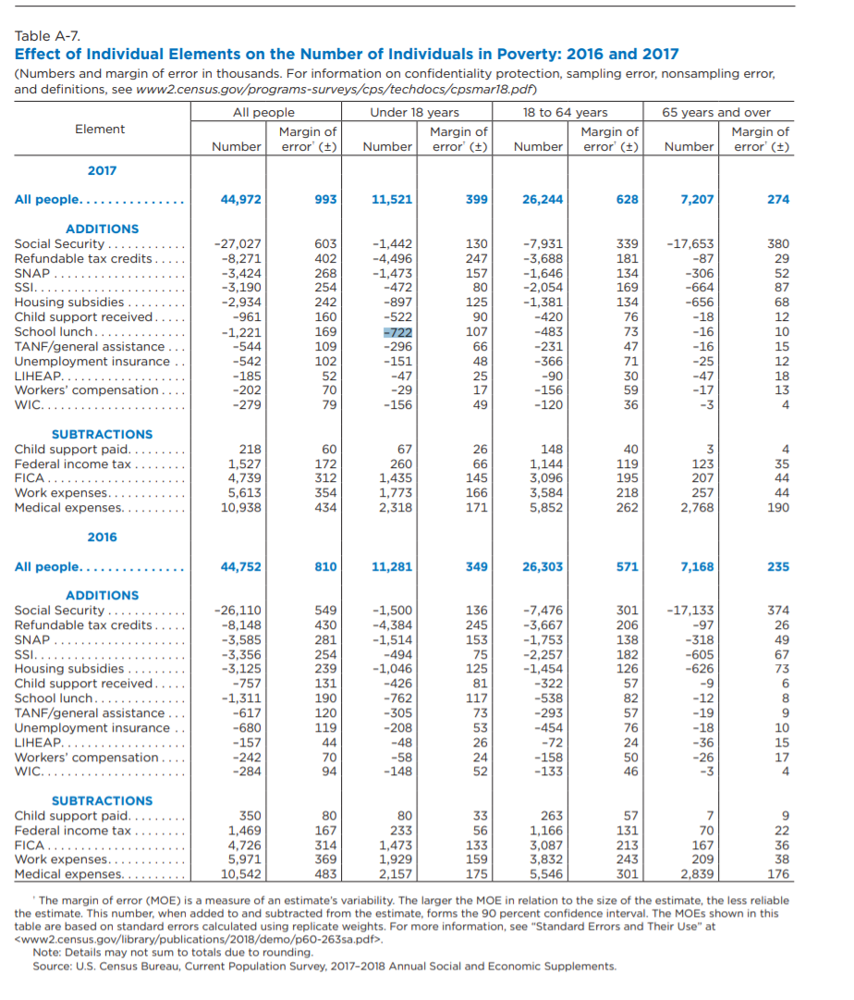 Table A-7.
Effect of Individual Elements on the Number of Individuals in Poverty: 2016 and 2017
(Numbers and margin of error in thousands. For information on confidentiality protection, sampling error, nonsampling error,
and definitions, see www2.census.gov/programs-surveys/cps/techdocs/cpsmar18.pdf)
Element All people Under 18 years 18 to 64 years 65 years and over
Number Margin of error¹ (±) Number Margin of error¹ (±) Number Margin of error¹ (±) Number Margin of error¹ (±)
2017
All people. . . . . . . . . . . . . . . 44,972 993 11,521 399 26,244 628 7,207 274
ADDITIONS
Social Security . . . . . . . . . . . . –27,027 603 –1,442 130 –7,931 339 –17,653 380
Refundable tax credits . . . . . –8,271 402 –4,496 247 –3,688 181 –87 29
SNAP . . . . . . . . . . . . . . . . . . . . –3,424 268 –1,473 157 –1,646 134 –306 52
SSI. . . . . . . . . . . . . . . . . . . . . . . –3,190 254 –472 80 –2,054 169 –664 87
Housing subsidies . . . . . . . . . –2,934 242 –897 125 –1,381 134 –656 68
Child support received . . . . . –961 160 –522 90 –420 76 –18 12
School lunch. . . . . . . . . . . . . . –1,221 169 –722 107 –483 73 –16 10
TANF/general assistance . . . –544 109 –296 66 –231 47 –16 15
Unemployment insurance . . –542 102 –151 48 –366 71 –25 12
LIHEAP. . . . . . . . . . . . . . . . . . . –185 52 –47 25 –90 30 –47 18
Workers' compensation . . . . –202 70 –29 17 –156 59 –17 13
WIC. . . . . . . . . . . . . . . . . . . . . . –279 79 –156 49 –120 36 –3 4
SUBTRACTIONS
Child support paid. . . . . . . . . 218 60 67 26 148 40 3 4
Federal income tax . . . . . . . . 1,527 172 260 66 1,144 119 123 35
FICA . . . . . . . . . . . . . . . . . . . . . 4,739 312 1,435 145 3,096 195 207 44
Work expenses. . . . . . . . . . . . 5,613 354 1,773 166 3,584 218 257 44
Medical expenses. . . . . . . . . . 10,938 434 2,318 171 5,852 262 2,768 190
2016
All people. . . . . . . . . . . . . . . 44,752 810 11,281 349 26,303 571 7,168 235
ADDITIONS
Social Security . . . . . . . . . . . . –26,110 549 –1,500 136 –7,476 301 –17,133 374
Refundable tax credits . . . . . –8,148 430 –4,384 245 –3,667 206 –97 26
SNAP . . . . . . . . . . . . . . . . . . . . –3,585 281 –1,514 153 –1,753 138 –318 49
SSI. . . . . . . . . . . . . . . . . . . . . . . –3,356 254 –494 75 –2,257 182 –605 67
Housing subsidies . . . . . . . . . –3,125 239 –1,046 125 –1,454 126 –626 73
Child support received . . . . . –757 131 –426 81 –322 57 –9 6
School lunch. . . . . . . . . . . . . . –1,311 190 –762 117 –538 82 –12 8
TANF/general assistance . . . –617 120 –305 73 –293 57 –19 9
Unemployment insurance . . –680 119 –208 53 –454 76 –18 10
LIHEAP. . . . . . . . . . . . . . . . . . . –157 44 –48 26 –72 24 –36 15
Workers' compensation . . . . –242 70 –58 24 –158 50 –26 17
WIC. . . . . . . . . . . . . . . . . . . . . . –284 94 –148 52 –133 46 –3 4
SUBTRACTIONS
Child support paid. . . . . . . . . 350 80 80 33 263 57 7 9
Federal income tax . . . . . . . . 1,469 167 233 56 1,166 131 70 22
FICA . . . . . . . . . . . . . . . . . . . . . 4,726 314 1,473 133 3,087 213 167 36
Work expenses. . . . . . . . . . . . 5,971 369 1,929 159 3,832 243 209 38
Medical expenses. . . . . . . . . . 10,542 483 2,157 175 5,546 301 2,839 176
¹ The margin of error (MOE) is a measure of an estimate's variability. The larger the MOE in relation to the size of the estimate, the less reliable
the estimate. This number, when added to and subtracted from the estimate, forms the 90 percent confidence interval. The MOEs shown in this
table are based on standard errors calculated using replicate weights. For more information, see "Standard Errors and Their Use" at
<www2.census.gov/library/publications/2018/demo/p60-263sa.pdf>.
Note: Details may not sum to totals due to rounding.
Source: U.S. Census Bureau, Current Population Survey, 2017–2018 Annual Social and Economic Supplements.